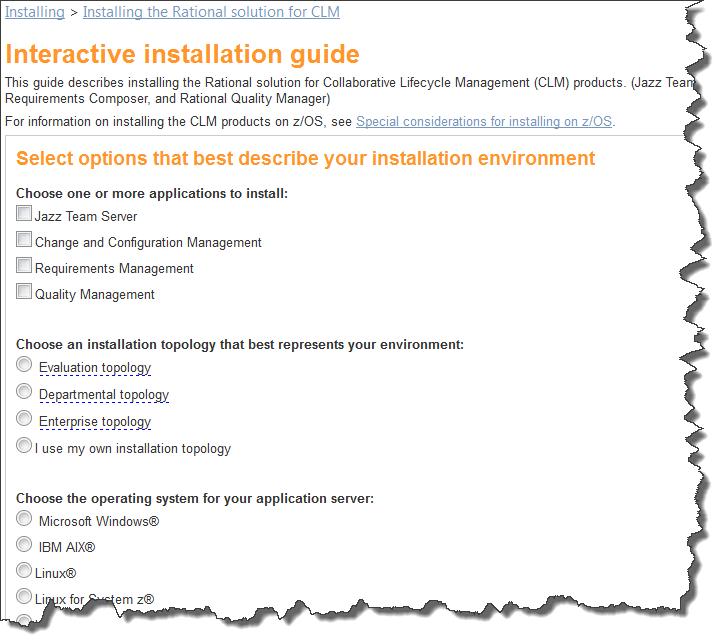 Installing > Installing the Rational solution for CLM
Interactive installation guide
This guide describes installing the Rational solution for Collaborative Lifecycle Management (CLM) products. (Jazz Team
Requirements Composer, and Rational Quality Manager)
For information on installing the CLM products on z/OS, see Special considerations for installing on z/OS.
Select options that best describe your installation environment
Choose one or more applications to install:
Jazz Team Server
Change and Configuration Management
Requirements Management
Quality Management
Choose an installation topology that best represents your environment:
Evaluation topology
Departmental topology
Enterprise topology
I use my own installation topology
Choose the operating system for your application server:
Microsoft Windows®
IBM AIX®
Linux®
Linux for System z®